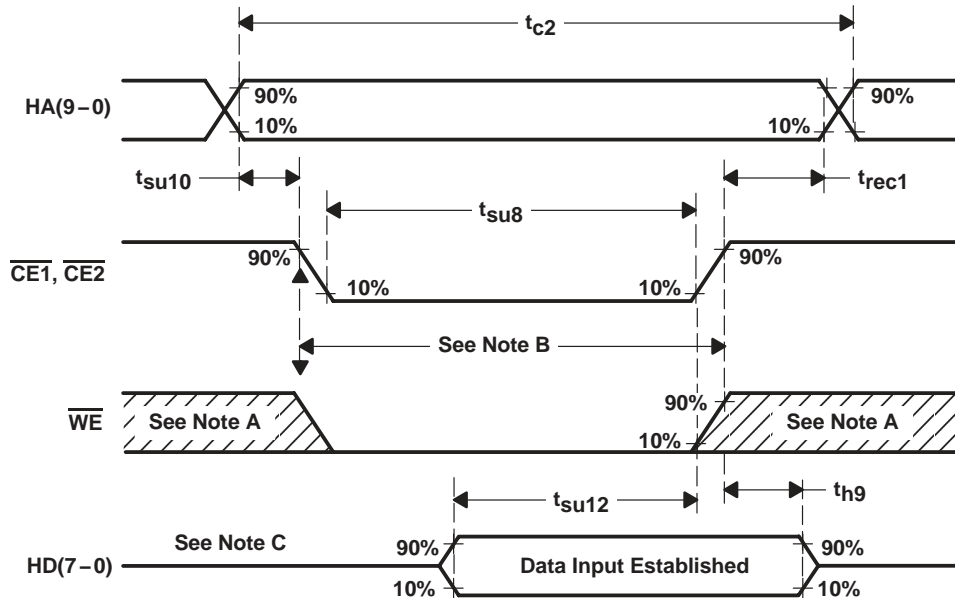 tc2
HA(9–0)
90%
10%
10%
90%
tsu10
trec1
tsu8
CE1, CE2
90%
10%
10%
90%
See Note B
WE
See Note A
90%
10%
See Note A
tsu12
th9
See Note C
HD(7–0)
90%
10%
Data Input Established
90%
10%